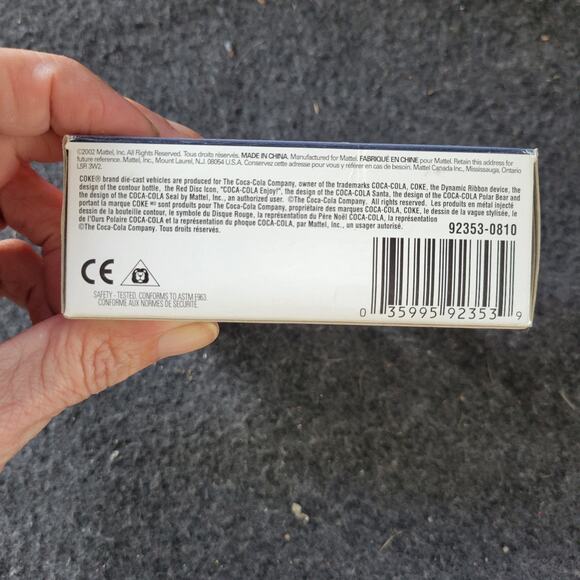 ©2002 Mattel, Inc. All Rights Reserved. Tous droits réservés. MADE IN CHINA. Manufactured for Mattel. FABRIQUÉ EN CHINE pour Mattel. Retain this address for
future reference. Mattel, Inc., Mount Laurel, N.J. 08054 U.S.A. Conservez cette adresse pour vous y référer en cas de besoin. Mattel Canada Inc., Mississauga, Ontario
L5R 3W2.
COKE® brand die-cast vehicles are produced for The Coca-Cola Company, owner of the trademarks COCA-COLA, COKE, the Dynamic Ribbon device, the
design of the contour bottle, the Red Disc Icon, "COCA-COLA Enjoy!", the design of the COCA-COLA Santa, the design of the COCA-COLA Polar Bear and
the design of the COCA-COLA Seal by Mattel, Inc., an authorized user. ©The Coca-Cola Company. All Rights reserved. Les produits en métal injecté
portant la marque COKE MD sont produits pour The Coca-Cola Company, propriétaire des marques COCA-COLA, COKE, le dessin de la vague stylisée, le
dessin de la bouteille contour, le symbole du Disque Rouge, la représentation du Père Noël COCA-COLA, la représentation
de l'Ours Polaire COCA-COLA et la représentation du phoque COCA-COLA, par Mattel, Inc., un usager autorisé.
©The Coca-Cola Company. Tous droits réservés.
92353-0810
CE
SAFETY - TESTED. CONFORMS TO ASTM F963.
CONFORME AUX NORMES DE SÉCURITÉ.
0 35995 92353 9